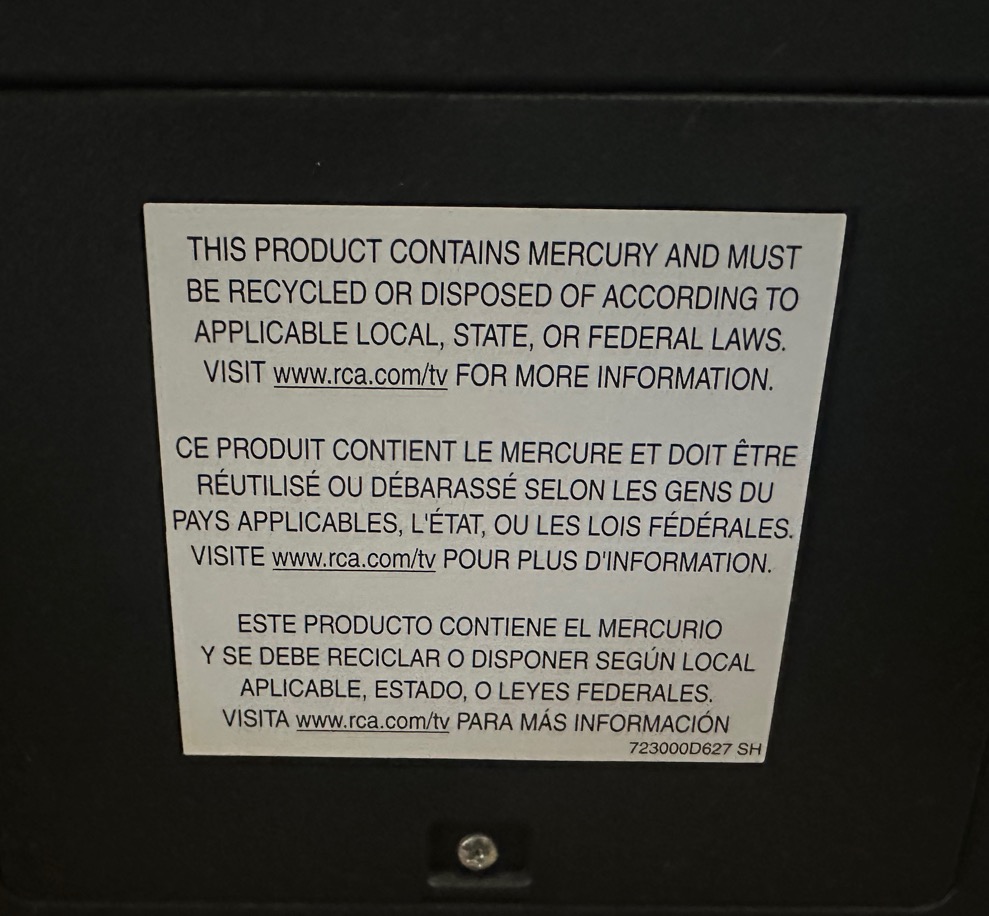 THIS PRODUCT CONTAINS MERCURY AND MUST
BE RECYCLED OR DISPOSED OF ACCORDING TO
APPLICABLE LOCAL, STATE, OR FEDERAL LAWS.
VISIT www.rca.com/tv FOR MORE INFORMATION.
CE PRODUIT CONTIENT LE MERCURE ET DOIT ÊTRE
RÉUTILISÉ OU DÉBARASSÉ SELON LES GENS DU
PAYS APPLICABLES, L'ÉTAT, OU LES LOIS FÉDÉRALES.
VISITE www.rca.com/tv POUR PLUS D'INFORMATION.
ESTE PRODUCTO CONTIENE EL MERCURIO
Y SE DEBE RECICLAR O DISPONER SEGÚN LOCAL
APLICABLE, ESTADO, O LEYES FEDERALES.
VISITA www.rca.com/tv PARA MÁS INFORMACIÓN
723000D627 SH